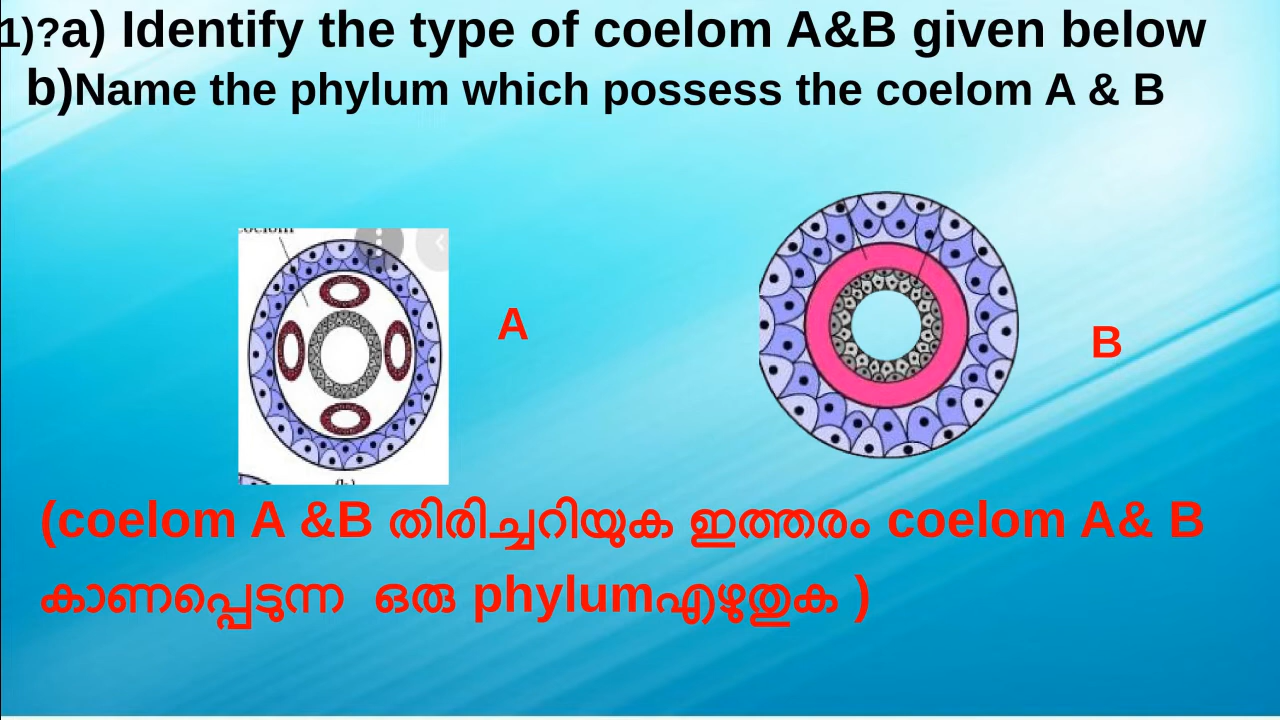 1)?a) Identify the type of coelom A&B given below
b)Name the phylum which possess the coelom A & B
coelom
A
B
(b)
(coelom A &B തിരിച്ചറിയുക ഇത്തരം coelom A& B
കാണപ്പെടുന്ന ഒരു phylumഎഴുതുക )